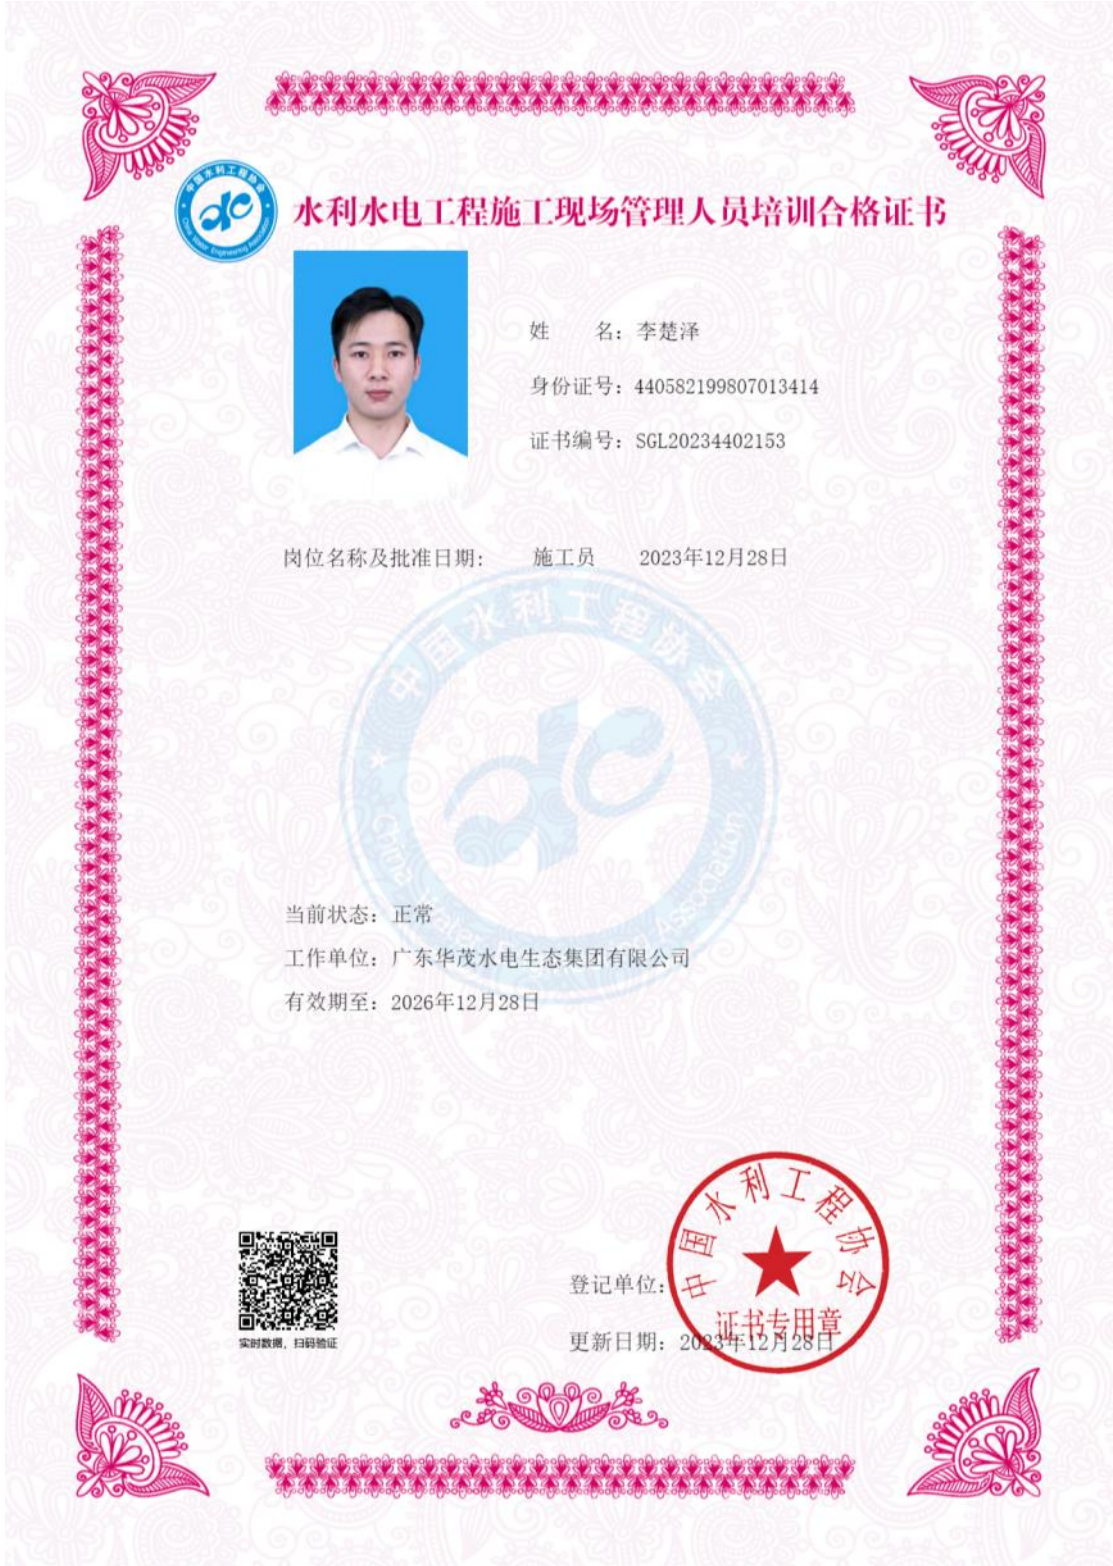 中国水利工程协会
China Water Engineering Association
水利水电工程施工现场管理人员培训合格证书
姓 名：李楚泽
身份证号：440582199807013414
证书编号：SGL20234402153
岗位名称及批准日期： 施工员 2023年12月28日
中国水利工程协会
China Water Engineering Association
当前状态：正常
工作单位：广东华茂水电生态集团有限公司
有效期至：2026年12月28日
中国水利工程协会
登记单位：
证书专用章
实时数据，扫码验证
更新日期：2023年12月28日